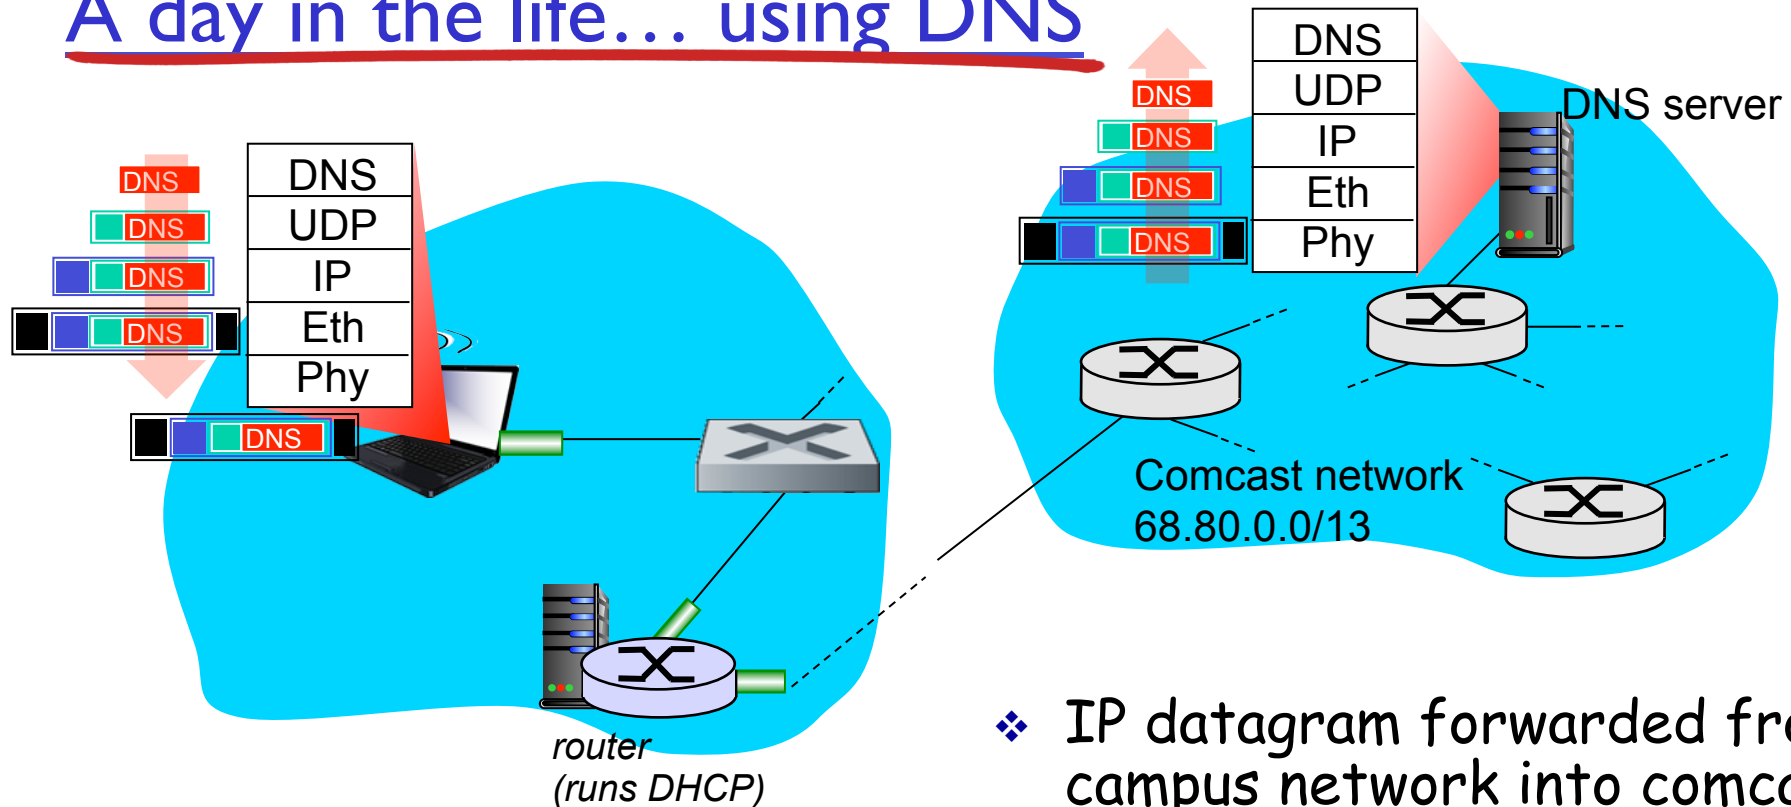 A day in the life… using DNS
DNS
UDP
IP
Eth
Phy
DNS
DNS
DNS
DNS
DNS
DNS
UDP
IP
Eth
Phy
DNS
DNS
DNS
DNS
DNS server
Comcast network
68.80.0.0/13
router
(runs DHCP)
❖ IP datagram forwarded
campus network into